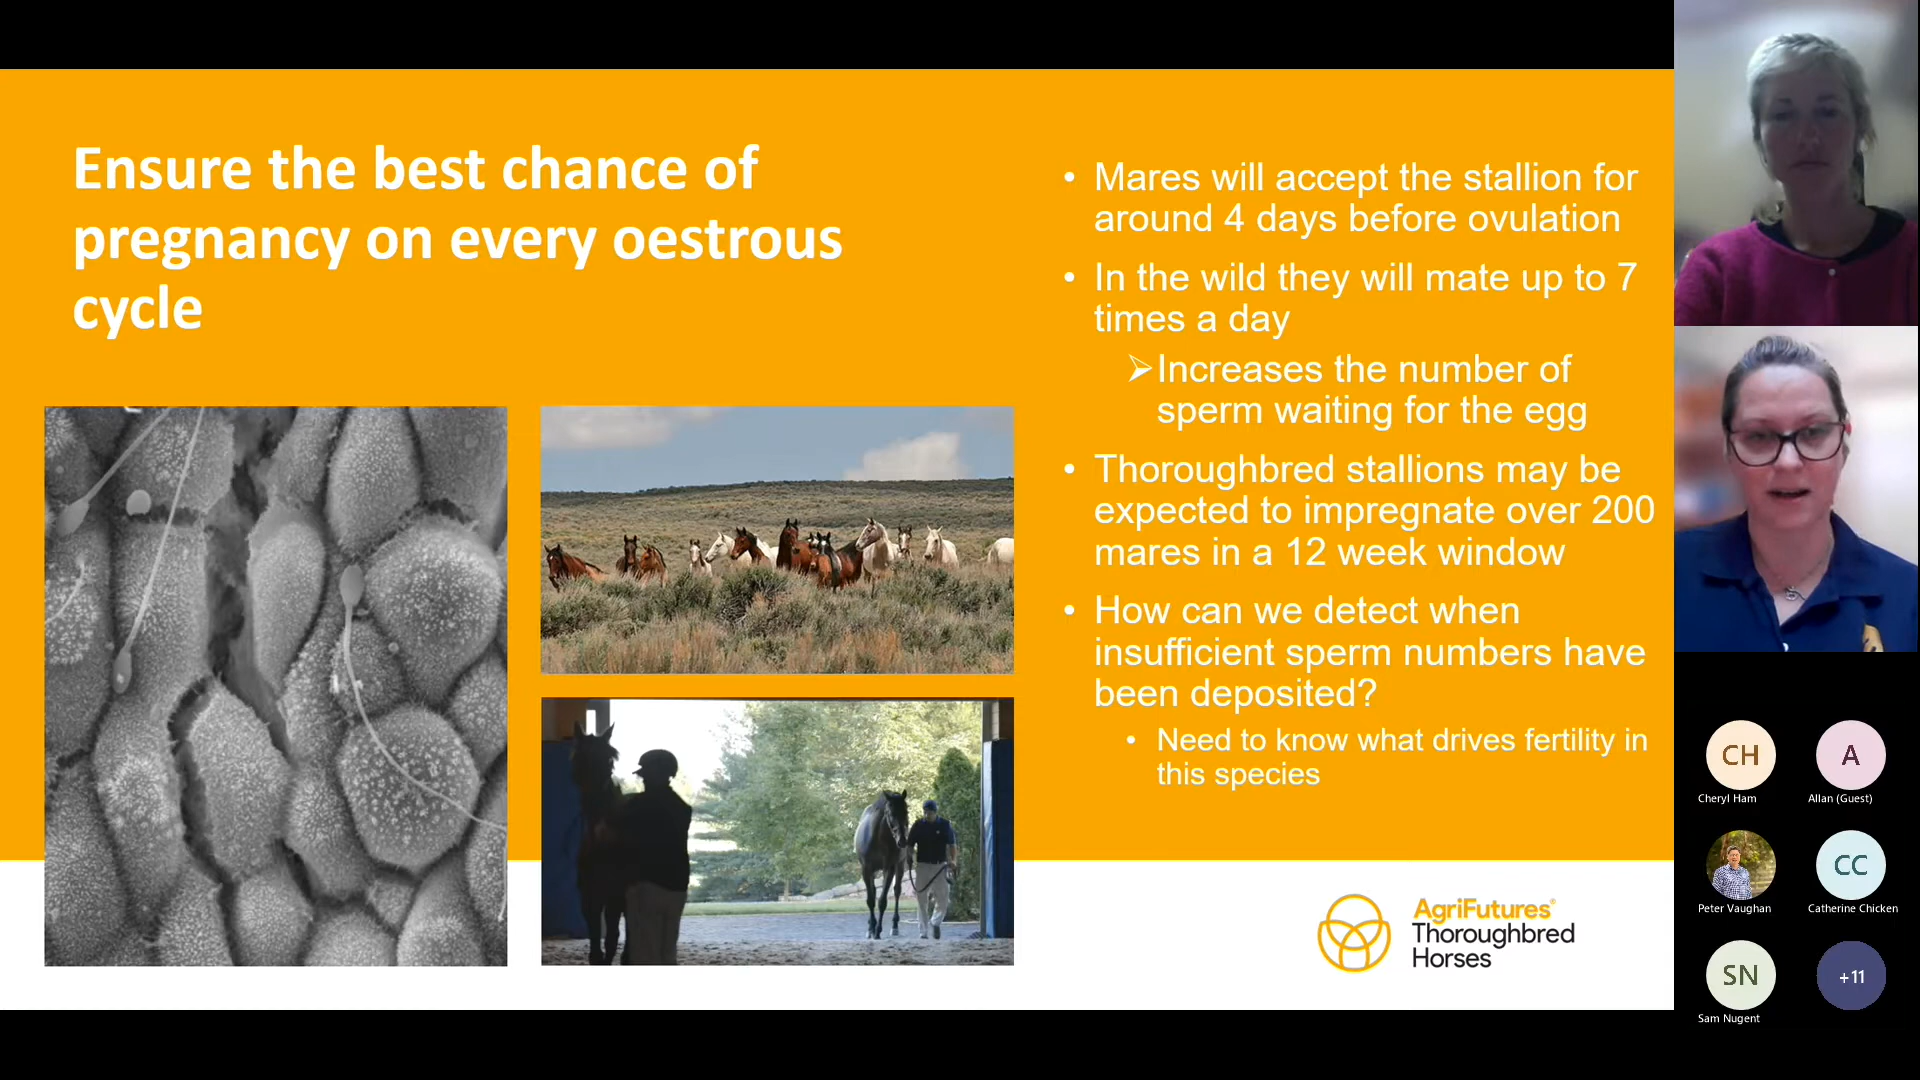 Ensure the best chance of
pregnancy on every oestrous
cycle
• Mares will accept the stallion for
around 4 days before ovulation
• In the wild they will mate up to 7
times a day
➢Increases the number of
sperm waiting for the egg
• Thoroughbred stallions may be
expected to impregnate over 200
mares in a 12 week window
• How can we detect when
insufficient sperm numbers have
been deposited?
• Need to know what drives fertility in
this species
AgriFutures®
Thoroughbred
Horses
CH
Cheryl Ham
A
Allan (Guest)
Peter Vaughan
CC
Catherine Chicken
SN
Sam Nugent
+11